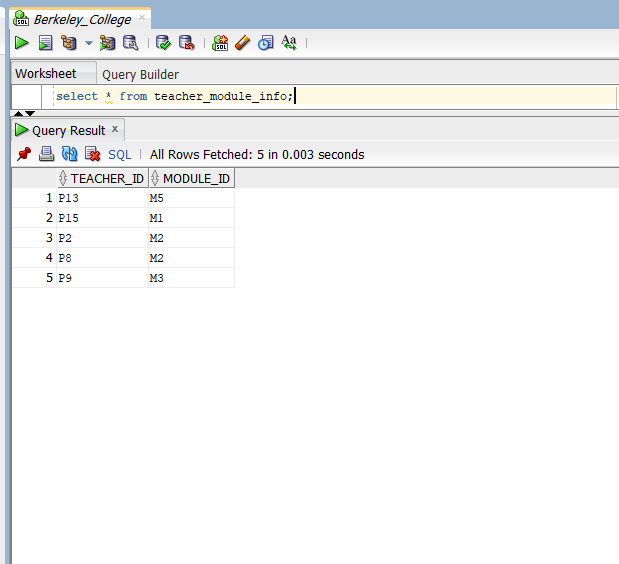 Berkeley_College
Worksheet Query Builder
select * from teacher_module_info;
Query Result x
SQL | All Rows Fetched: 5 in 0.003 seconds
TEACHER_ID MODULE_ID
1 P13 M5
2 P15 M1
3 P2 M2
4 P8 M2
5 P9 M3